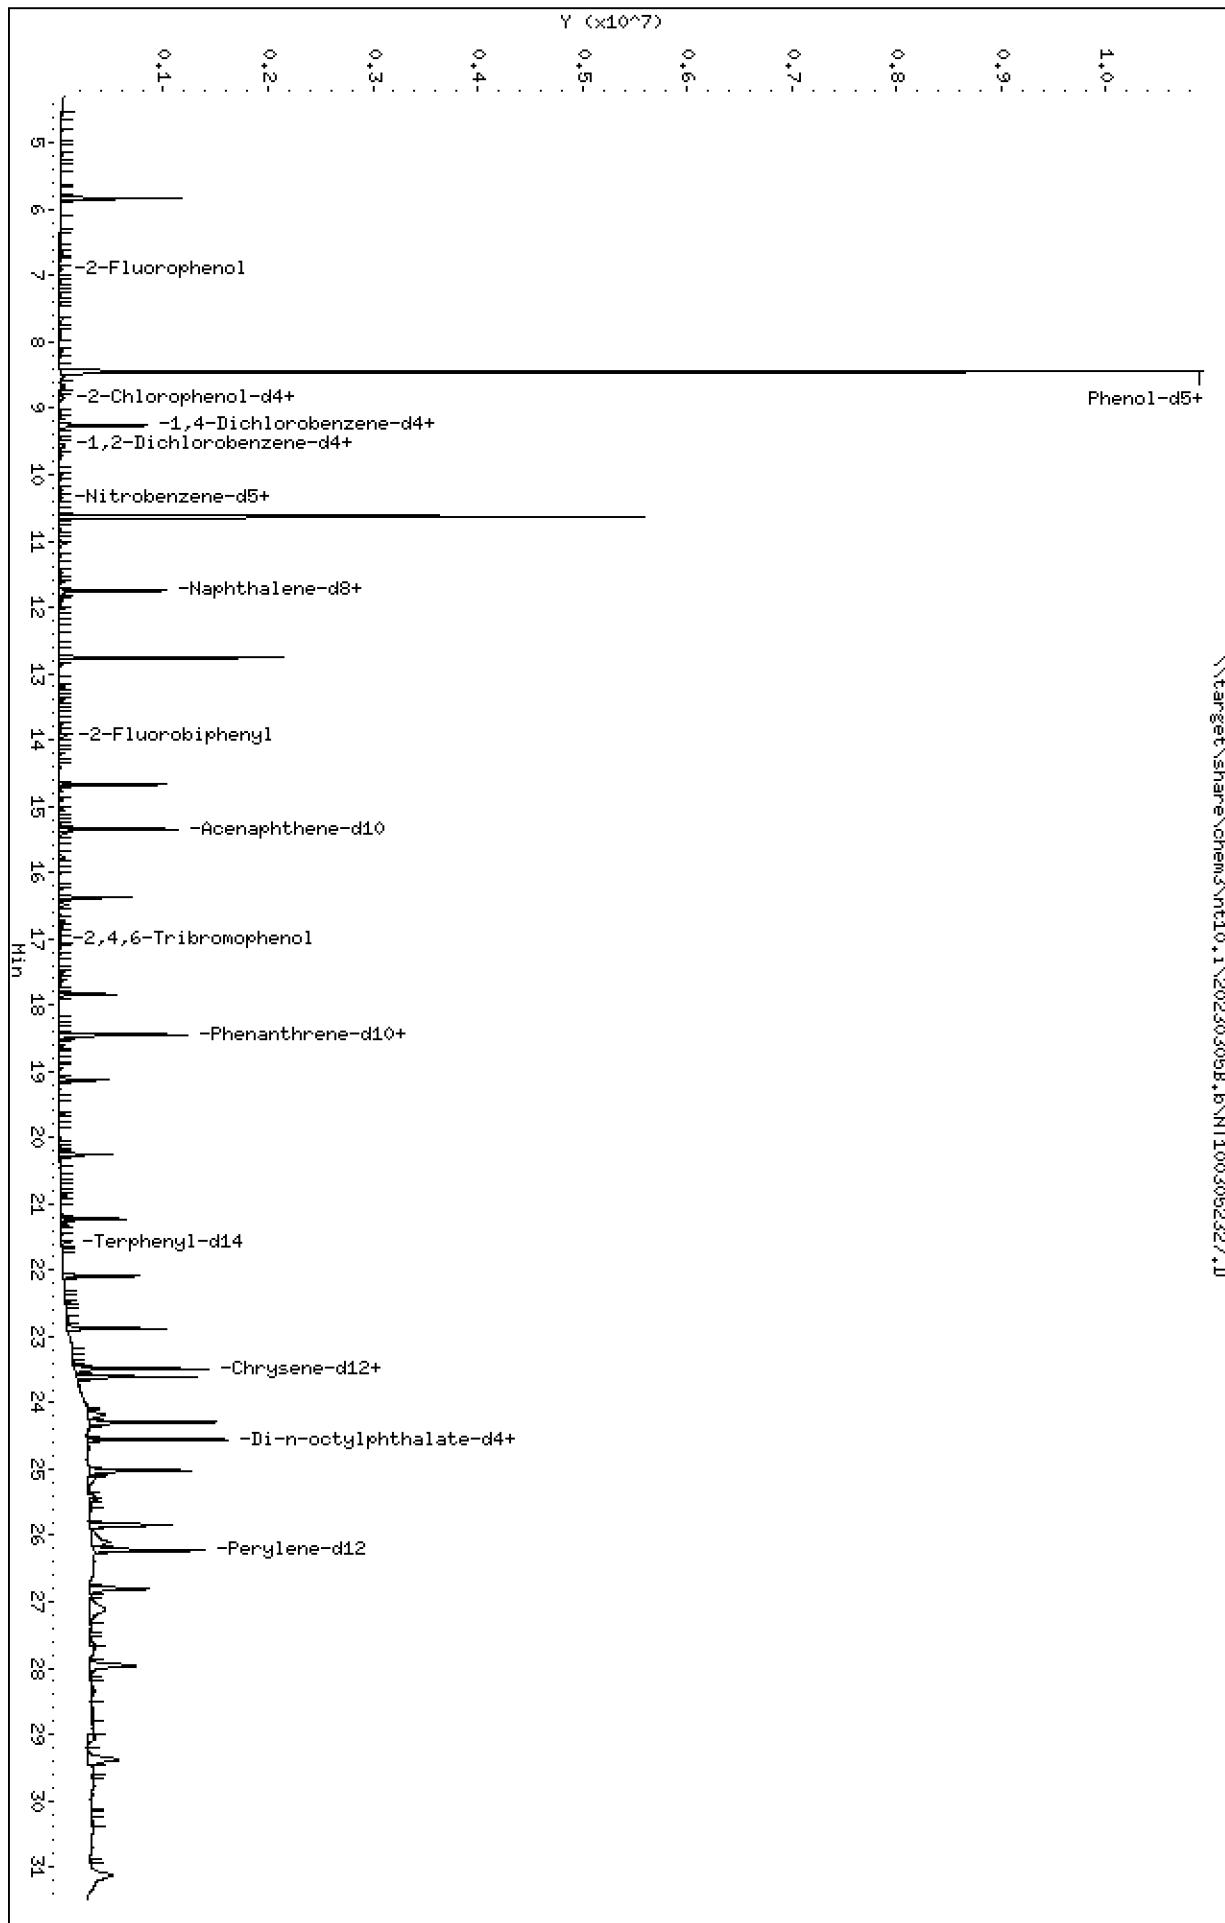 Y (x10^7)
0.1
0.2
0.3
0.4
0.5
0.6
0.7
0.8
0.9
1.0
5
6
-2-Fluorophenol
7
8
-2-Chlorophenol-d4+
Phenol-d5+
9
-1,4-Dichlorobenzene-d4+
-1,2-Dichlorobenzene-d4+
10
-Nitrobenzene-d5+
11
-Naphthalene-d8+
12
13
-2-Fluorobiphenyl
14
15
-Acenaphthene-d10
16
-2,4,6-Tribromophenol
17
Min
18
-Phenanthrene-d10+
19
20
21
-Terphenyl-d14
22
23
-Chrysene-d12+
24
-Di-n-octylphthalate-d4+
25
26
-Perylene-d12
27
28
29
30
31